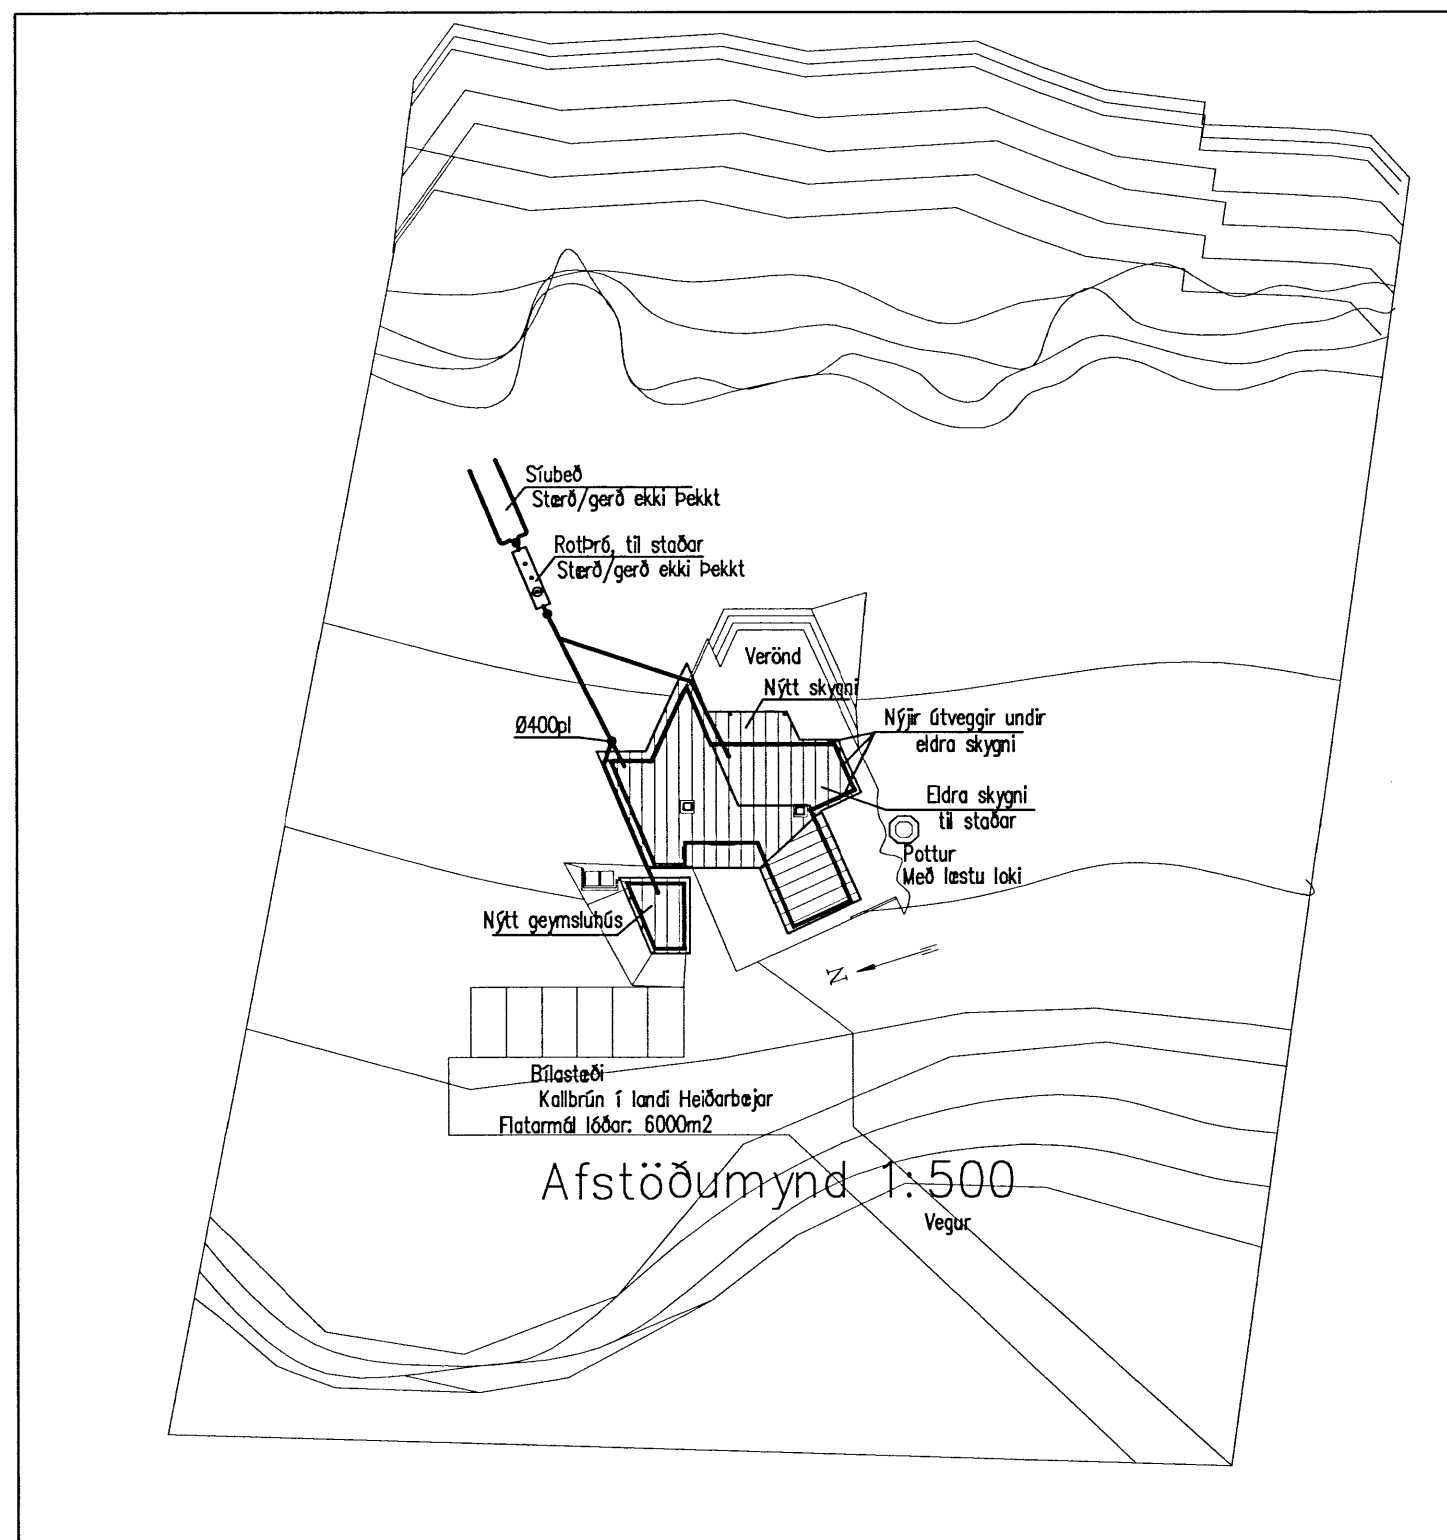 Síubeð
Stærð/gerð ekki Þekkt
RotÞró, til staðar
Stærð/gerð ekki Þekkt
Verönd
Nýtt skygni
Ø400pl
Nýjir útveggir undir
eldra skygni
Eldra skygni
til staðar
Pottur
Með læstu loki
Nýtt geymsluhús
N
Bílastæði
Kallbrún í landi Heiðarbæjar
Flatarmál lóðar: 6000m2
Afstöðumynd 1:500
Vegur